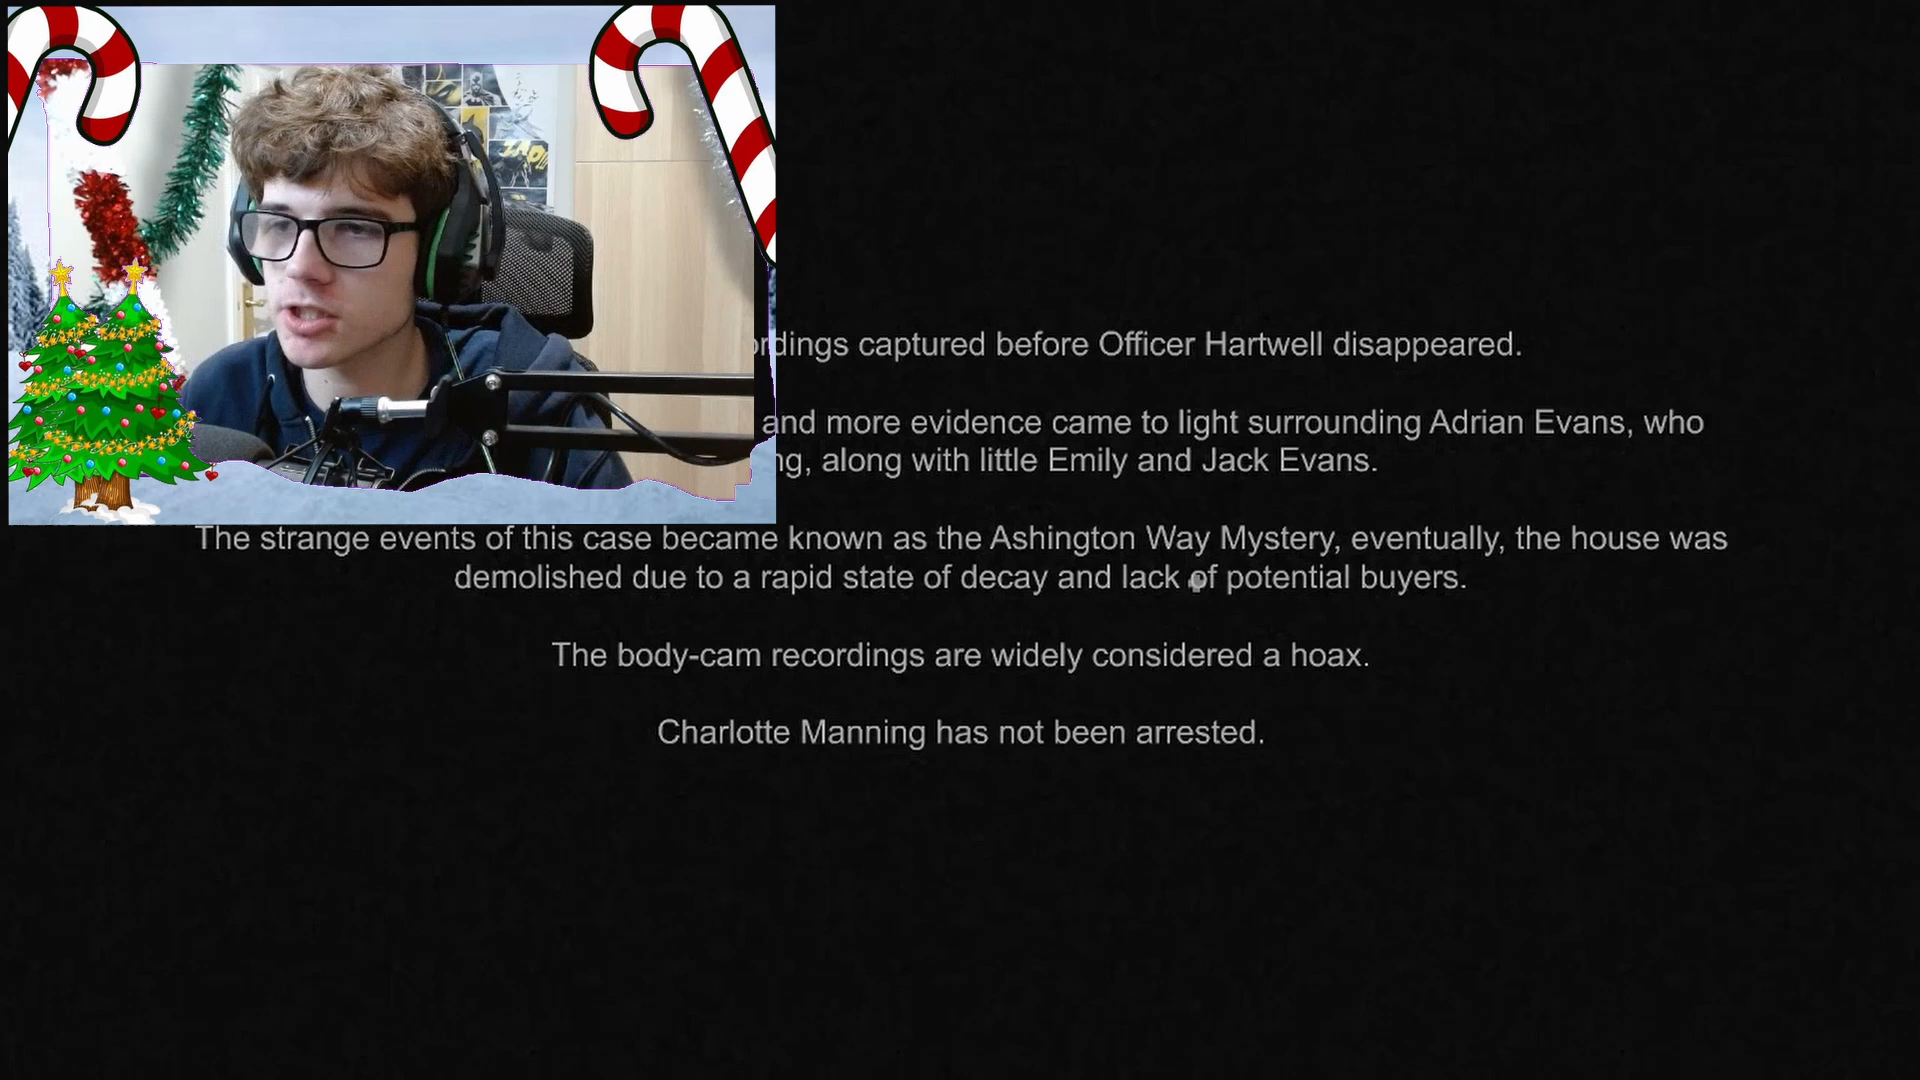 captured before Officer Hartwell disappeared.
and more evidence came to light surrounding Adrian Evans, who
along with little Emily and Jack Evans.
The strange events of this case became known as the Ashington Way Mystery, eventually, the house was
demolished due to a rapid state of decay and lack of potential buyers.
The body-cam recordings are widely considered a hoax.
Charlotte Manning has not been arrested.